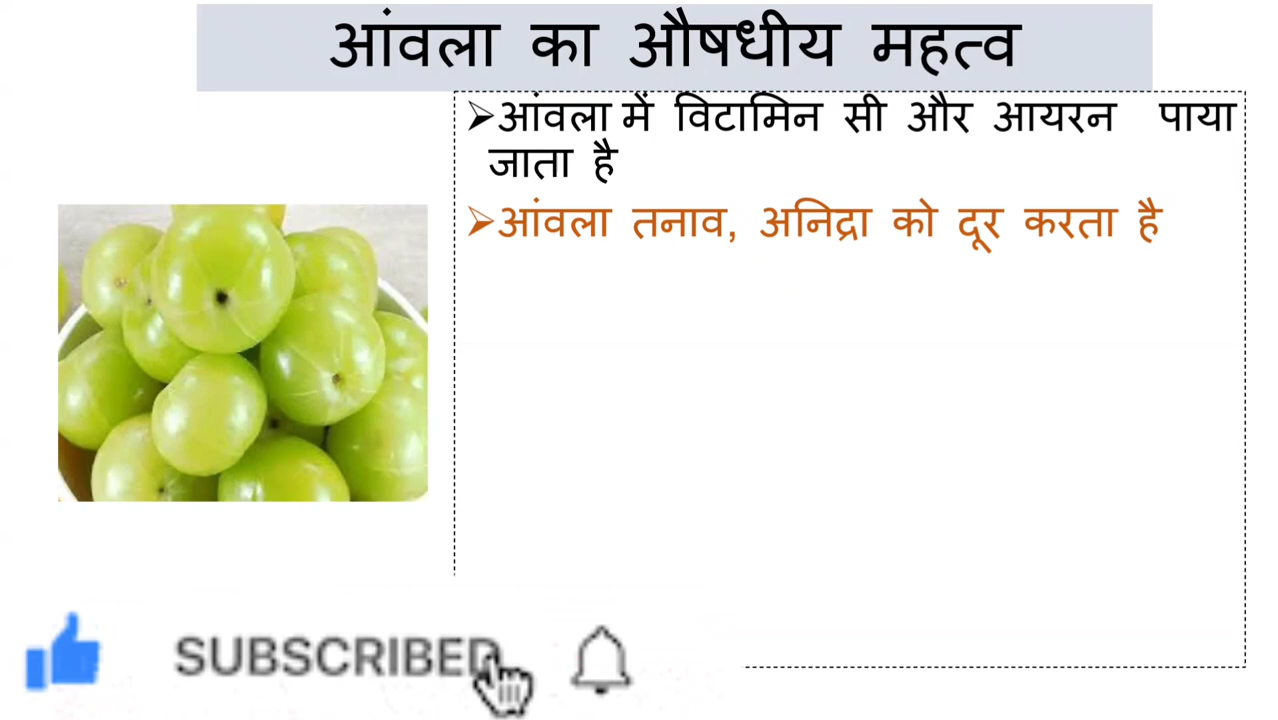 आंवला का औषधीय महत्व
➢आंवला में विटामिन सी और आयरन पाया
जाता है
➢आंवला तनाव, अनिद्रा को दूर करता है
SUBSCRIBED